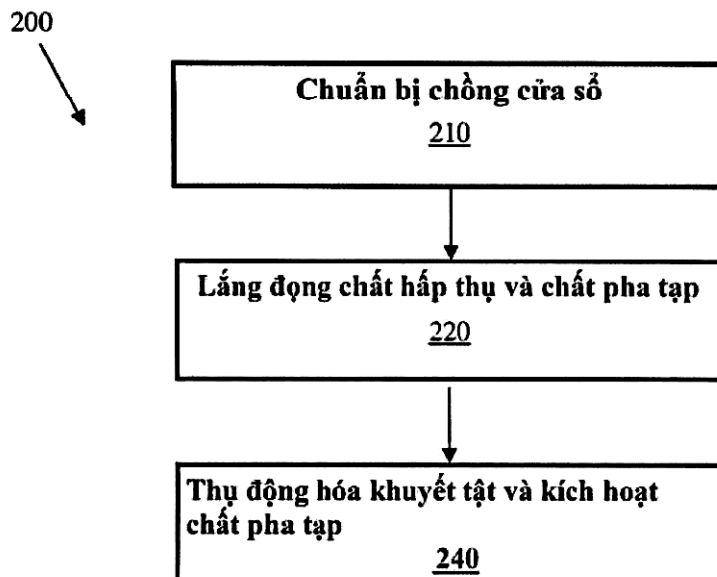 200
Chuẩn bị chồng cửa sổ
210
Lắng đọng chất hấp thụ và chất pha tạp
220
Thụ động hóa khuyết tật và kích hoạt
chất pha tạp
240